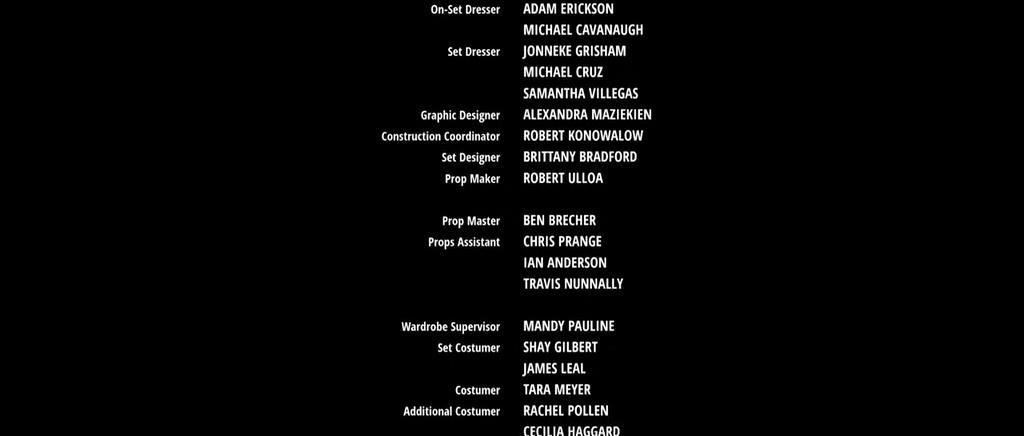 On-Set Dresser ADAM ERICKSON
MICHAEL CAVANAUGH
Set Dresser JONNEKE GRISHAM
MICHAEL CRUZ
SAMANTHA VILLEGAS
Graphic Designer ALEXANDRA MAZIEKIEN
Construction Coordinator ROBERT KONOWALOW
Set Designer BRITTANY BRADFORD
Prop Maker ROBERT ULLOA
Prop Master BEN BRECHER
Props Assistant CHRIS PRANGE
IAN ANDERSON
TRAVIS NUNNALLY
Wardrobe Supervisor MANDY PAULINE
Set Costumer SHAY GILBERT
JAMES LEAL
Costumer TARA MEYER
Additional Costumer RACHEL POLLEN
CECILIA HAGGARD